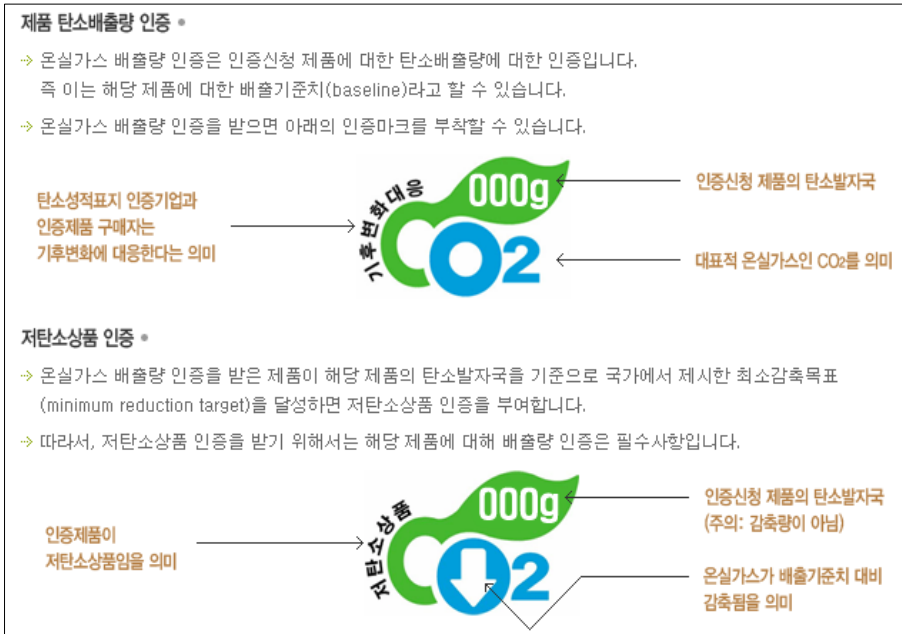 제품 탄소배출량 인증
온실가스 배출량 인증은 인증신청 제품에 대한 탄소배출량에 대한 인증입니다.
즉 이는 해당 제품에 대한 배출기준치(baseline)라고 할 수 있습니다.
온실가스 배출량 인증을 받으면 아래의 인증마크를 부착할 수 있습니다.
탄소성적표지 인증기업과
인증제품 구매자는
기후변화에 대응한다는 의미
기후변화대응
000g
CO2
인증신청 제품의 탄소발자국
대표적 온실가스인 CO₂를 의미
저탄소상품 인증
온실가스 배출량 인증을 받은 제품이 해당 제품의 탄소발자국을 기준으로 국가에서 제시한 최소감축목표
(minimum reduction target)을 달성하면 저탄소상품 인증을 부여합니다.
따라서, 저탄소상품 인증을 받기 위해서는 해당 제품에 대해 배출량 인증은 필수사항입니다.
인증제품이
저탄소상품임을 의미
저탄소상품
000g
CO2
인증신청 제품의 탄소발자국
(주의: 감축량이 아님)
온실가스가 배출기준치 대비
감축됨을 의미